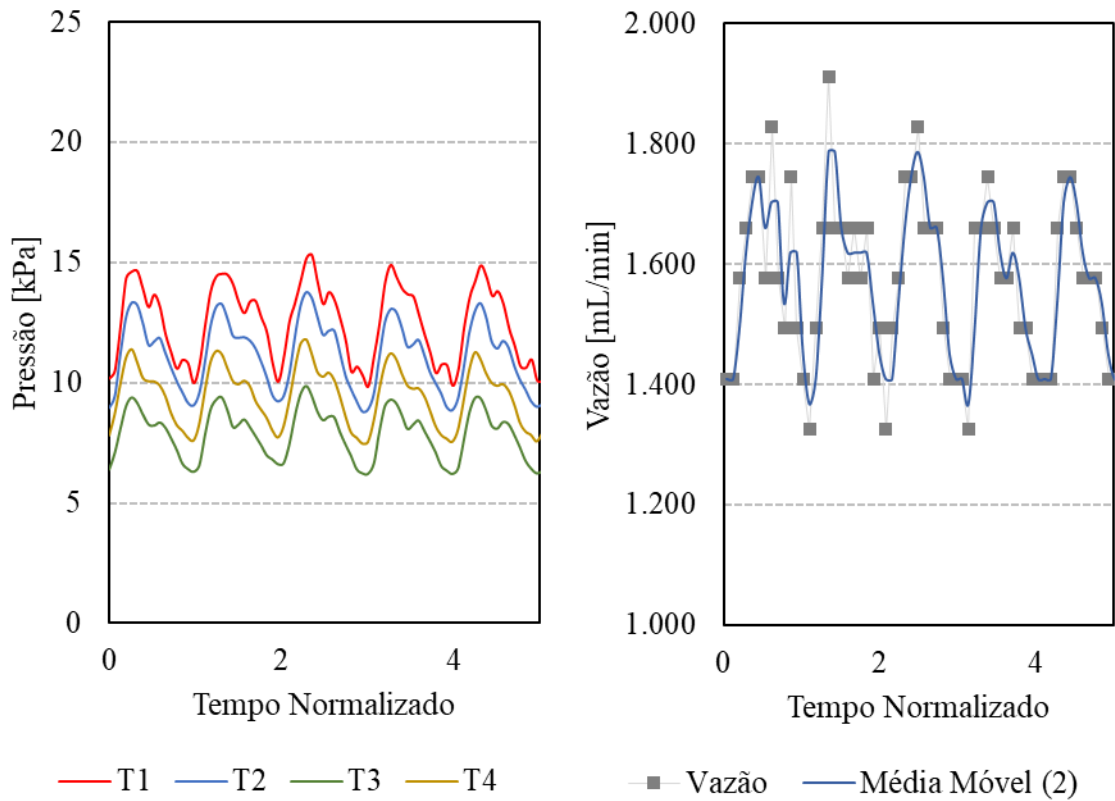 Pressão [kPa]
25
20
15
10
5
0
0 2 4
Tempo Normalizado
T1 T2 T3 T4
Vazão [mL/min]
2.000
1.800
1.600
1.400
1.200
1.000
0 2 4
Tempo Normalizado
Vazão Média Móvel (2)